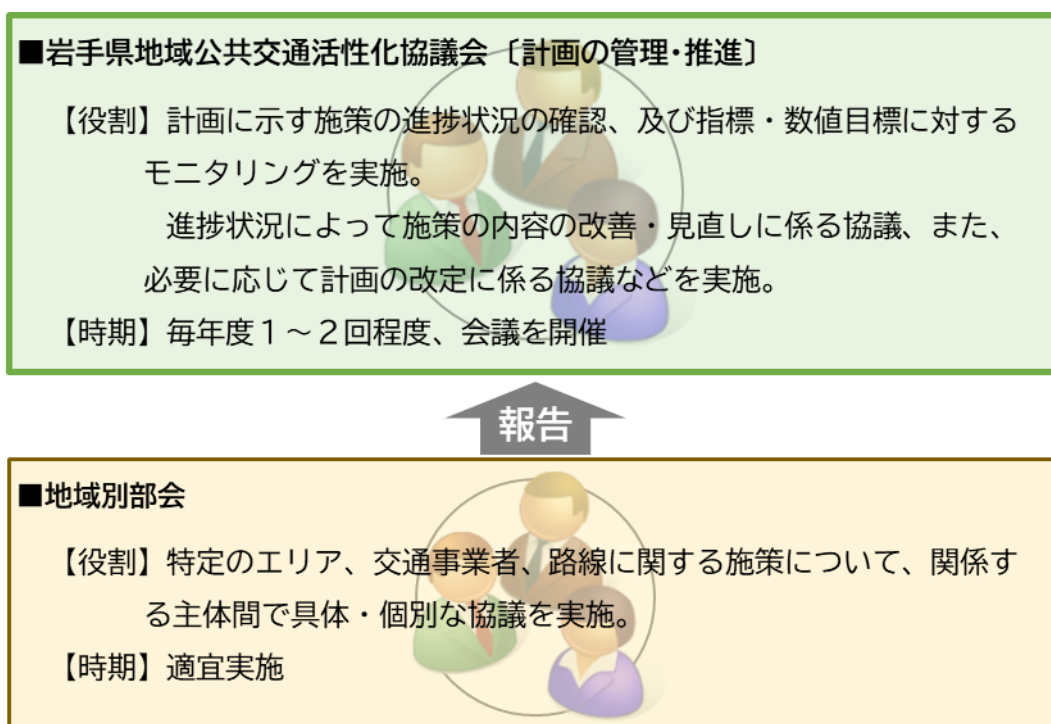 ■岩手県地域公共交通活性化協議会〔計画の管理・推進〕
【役割】計画に示す施策の進捗状況の確認、及び指標・数値目標に対する
モニタリングを実施。
進捗状況によって施策の内容の改善・見直しに係る協議、また、
必要に応じて計画の改定に係る協議などを実施。
【時期】毎年度１～２回程度、会議を開催
報告
■地域別部会
【役割】特定のエリア、交通事業者、路線に関する施策について、関係す
る主体間で具体・個別な協議を実施。
【時期】適宜実施